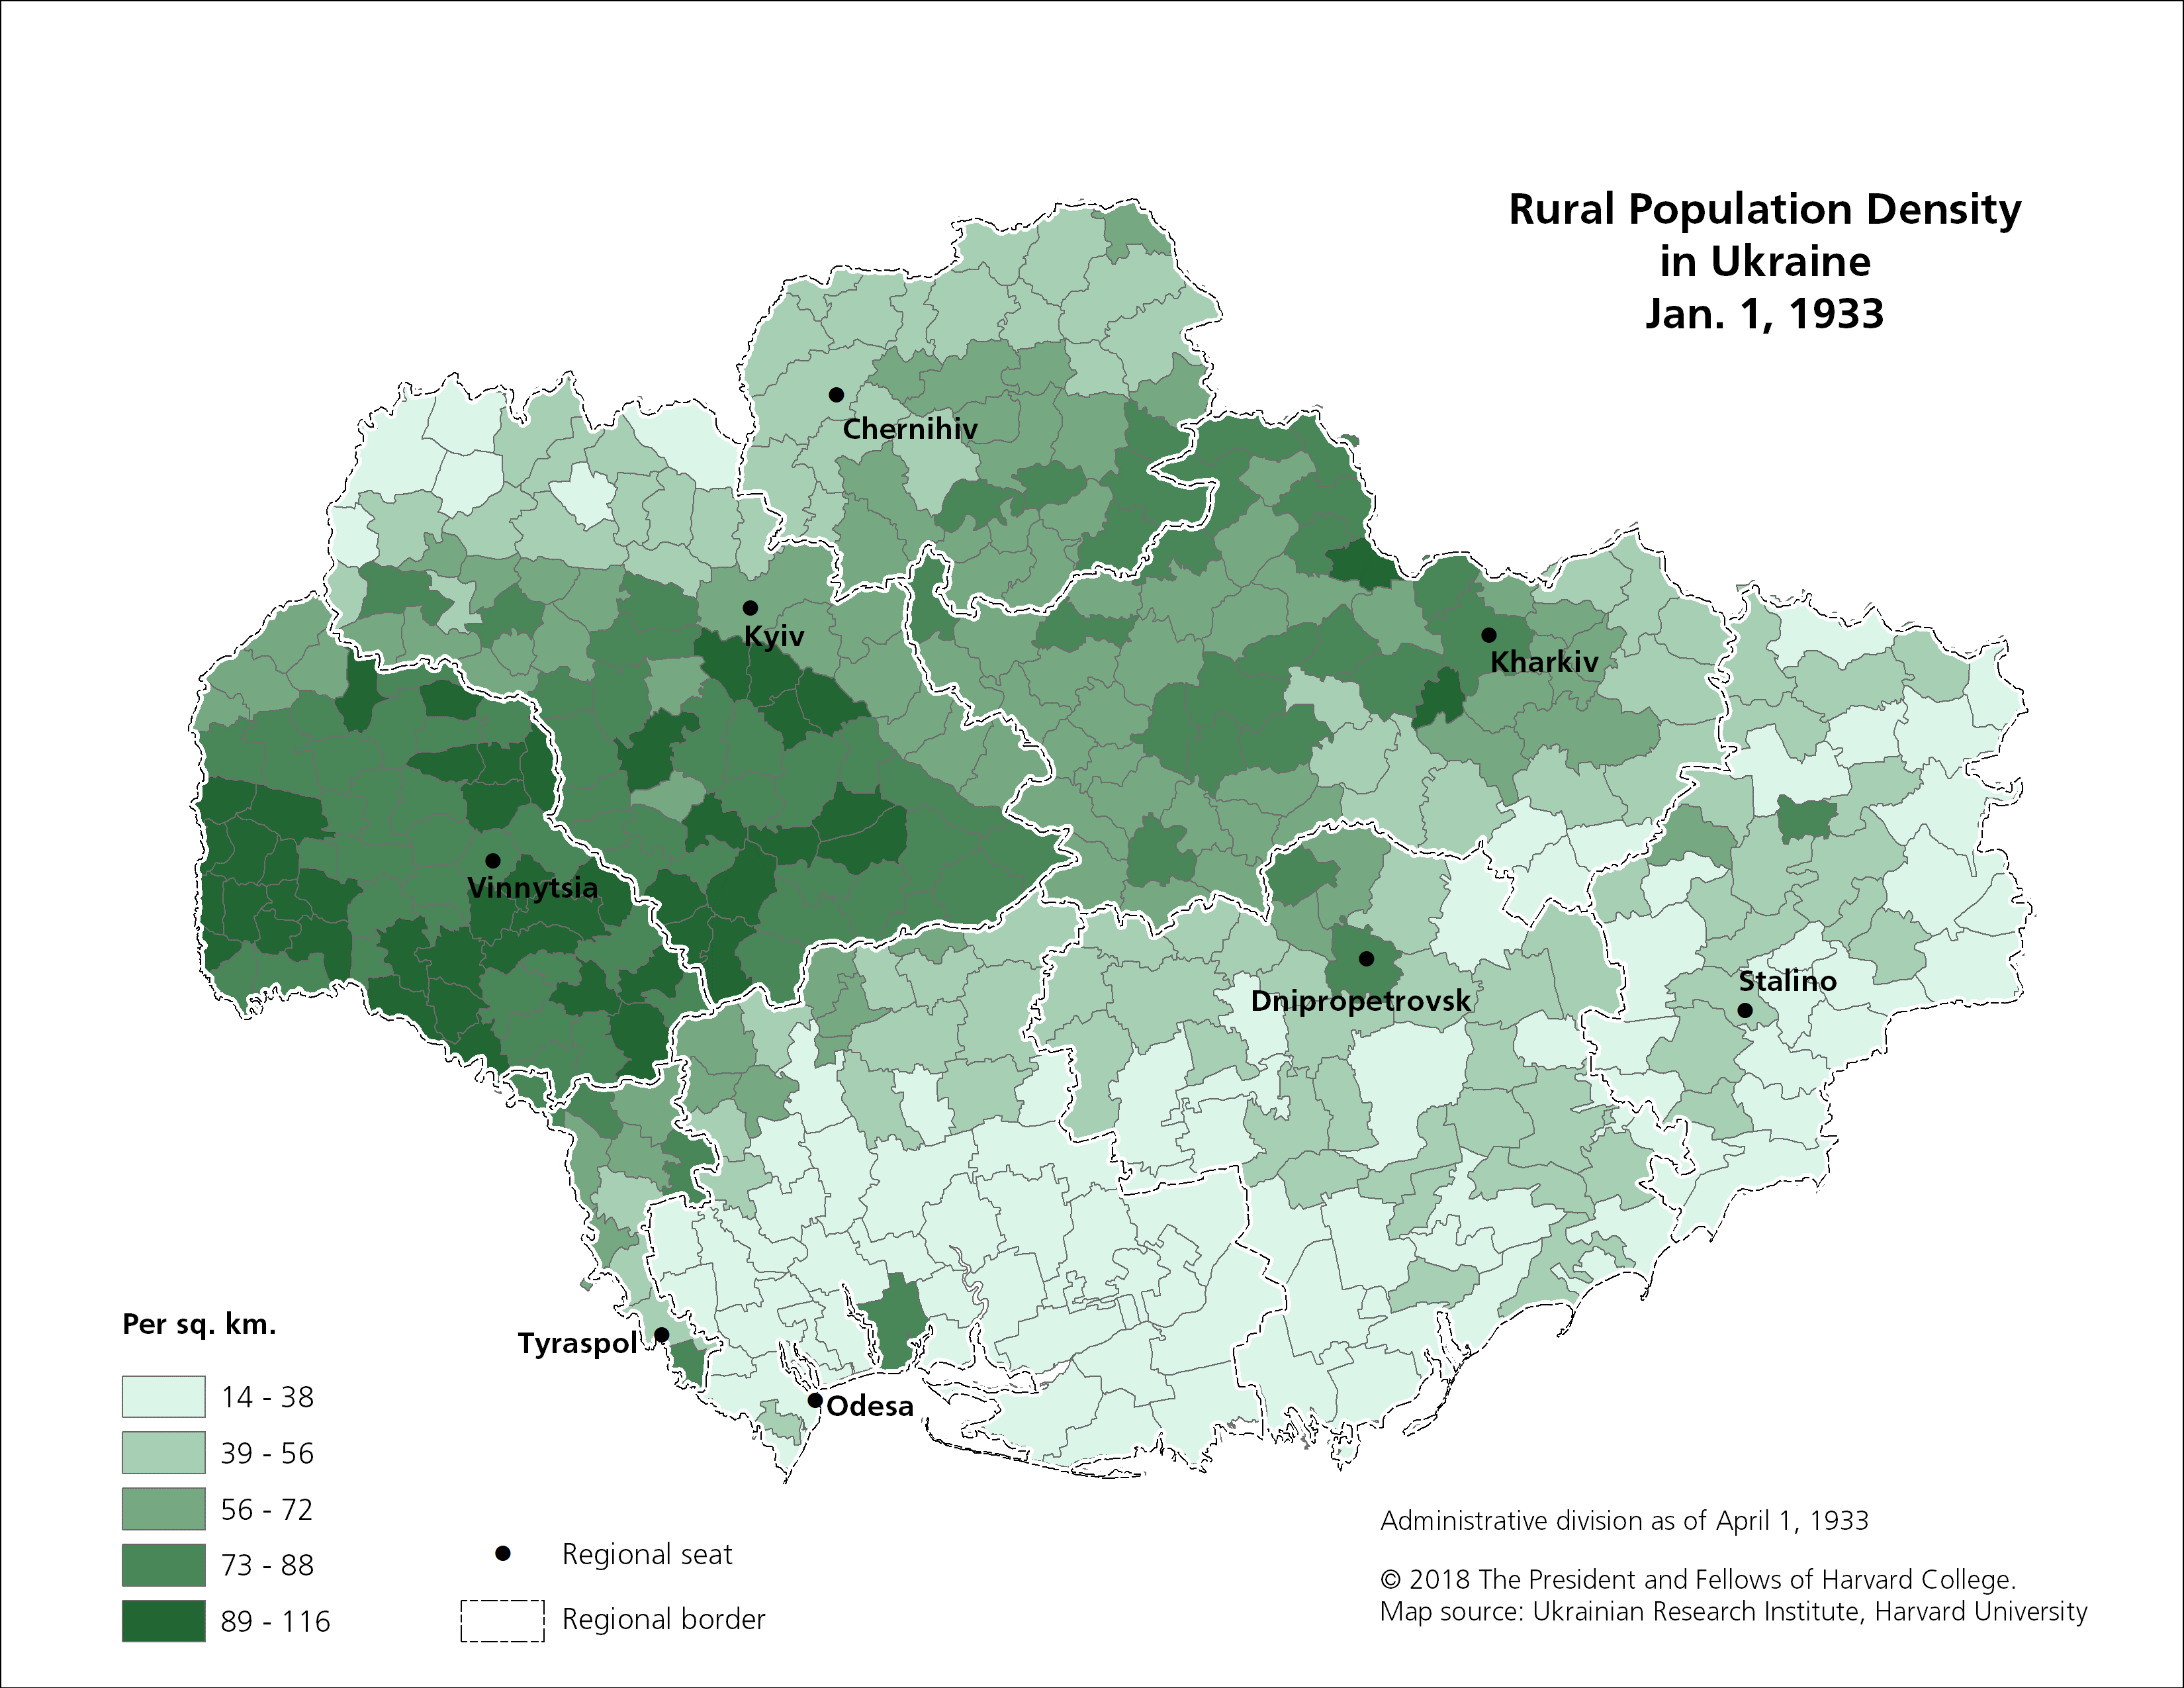 Rural Population Density
in Ukraine
Jan. 1, 1933
Chernihiv
Kyiv
Kharkiv
Vinnytsia
Stalino
Dnipropetrovsk
Tyraspol
Odesa
Per sq. km.
14 - 38
39 - 56
56 - 72
73 - 88
89 - 116
Regional seat
Regional border
Administrative division as of April 1, 1933
© 2018 The President and Fellows of Harvard College.
Map source: Ukrainian Research Institute, Harvard University